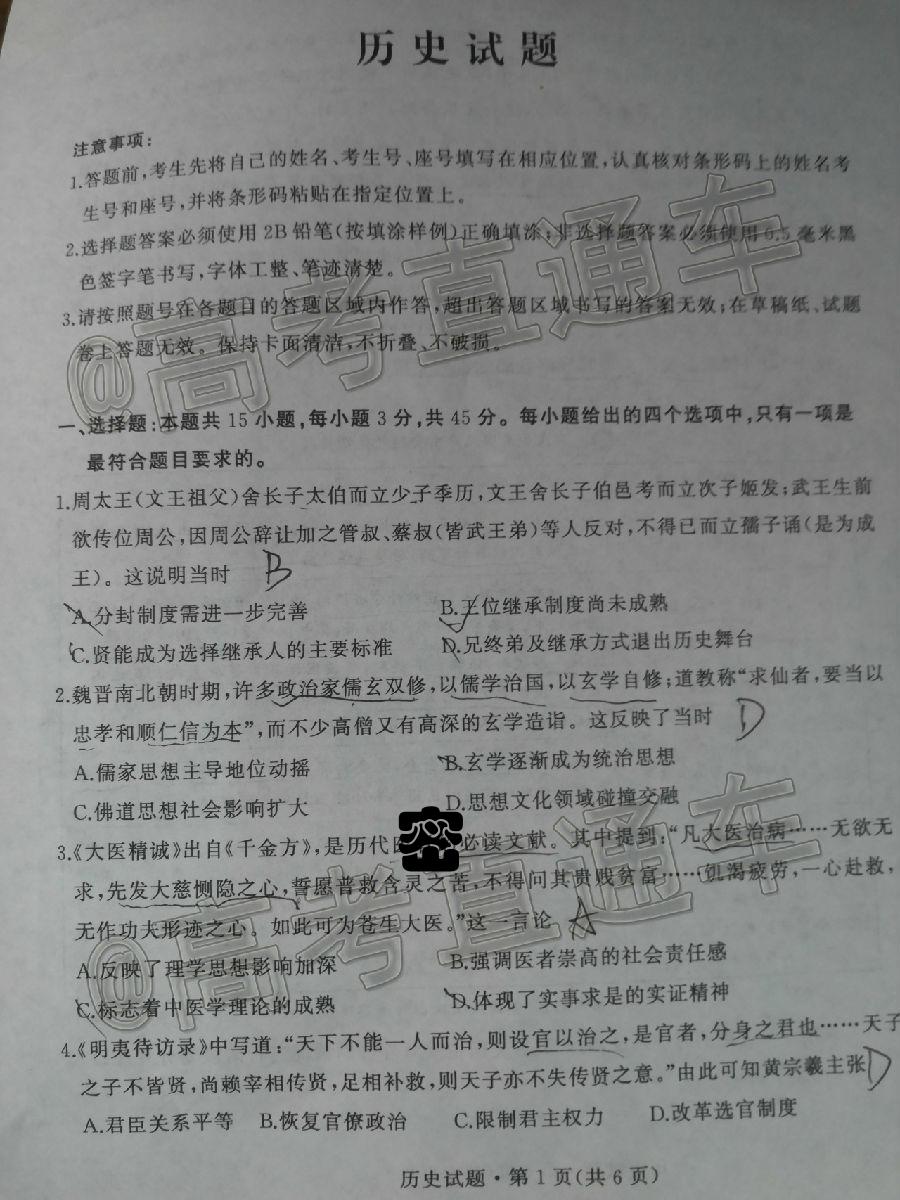 历史试题
注意事项:
1.答题前,考生先将自己的姓名、考生号、座号填写在相应位置,认真核对条形码上的姓名考
生号和座号,并将条形码粘贴在指定位置上。
2.选择题答案必须使用2B铅笔(按填涂样例)正确填涂;非选择题答案必须使用0.5毫米黑
色签字笔书写,字体工整、笔迹清楚。
3.请按照题号在各题目的答题区域内作答,超出答题区域书写的答案无效;在草稿纸、试题
卷上答题无效。保持卡面清洁,不折叠、不破损。
@高考直通车
一、选择题:本题共15小题,每小题3分,共45分。每小题给出的四个选项中,只有一项是
最符合题目要求的。
1.周太王(文王祖父)舍长子太伯而立少子季历,文王舍长子伯邑考而立次子姬发;武王生前
欲传位周公,因周公辞让加之管叔、蔡叔(皆武王弟)等人反对,不得已而立孺子诵(是为成
王)。这说明当时 B
A.分封制度需进一步完善 B.王位继承制度尚未成熟
C.贤能成为选择继承人的主要标准 D.兄终弟及继承方式退出历史舞台
2.魏晋南北朝时期,许多政治家儒玄双修,以儒学治国,以玄学自修;道教称“求仙者,要当以
忠孝和顺仁信为本”,而不少高僧又有高深的玄学造诣。这反映了当时 D
A.儒家思想主导地位动摇 B.玄学逐渐成为统治思想
C.佛道思想社会影响扩大 D.思想文化领域碰撞交融
3.《大医精诚》出自《千金方》,是历代医必读文献。其中提到:“凡大医治病……无欲无
求,先发大慈恻隐之心,誓愿普救含灵之苦,不得问其贵贱贫富……饥渴疲劳,一心赴救,
无作功夫形迹之心。如此可为苍生大医。”这一言论 A
@高考直通车
A.反映了理学思想影响加深 B.强调医者崇高的社会责任感
C.标志着中医学理论的成熟 D.体现了实事求是的实证精神
4.《明夷待访录》中写道:“天下不能一人而治,则设官以治之,是官者,分身之君也……天子
之子不皆贤,尚赖宰相传贤,足相补救,则天子亦不失传贤之意。”由此可知黄宗羲主张 D
A.君臣关系平等 B.恢复官僚政治 C.限制君主权力 D.改革选官制度
历史试题·第1页(共6页)